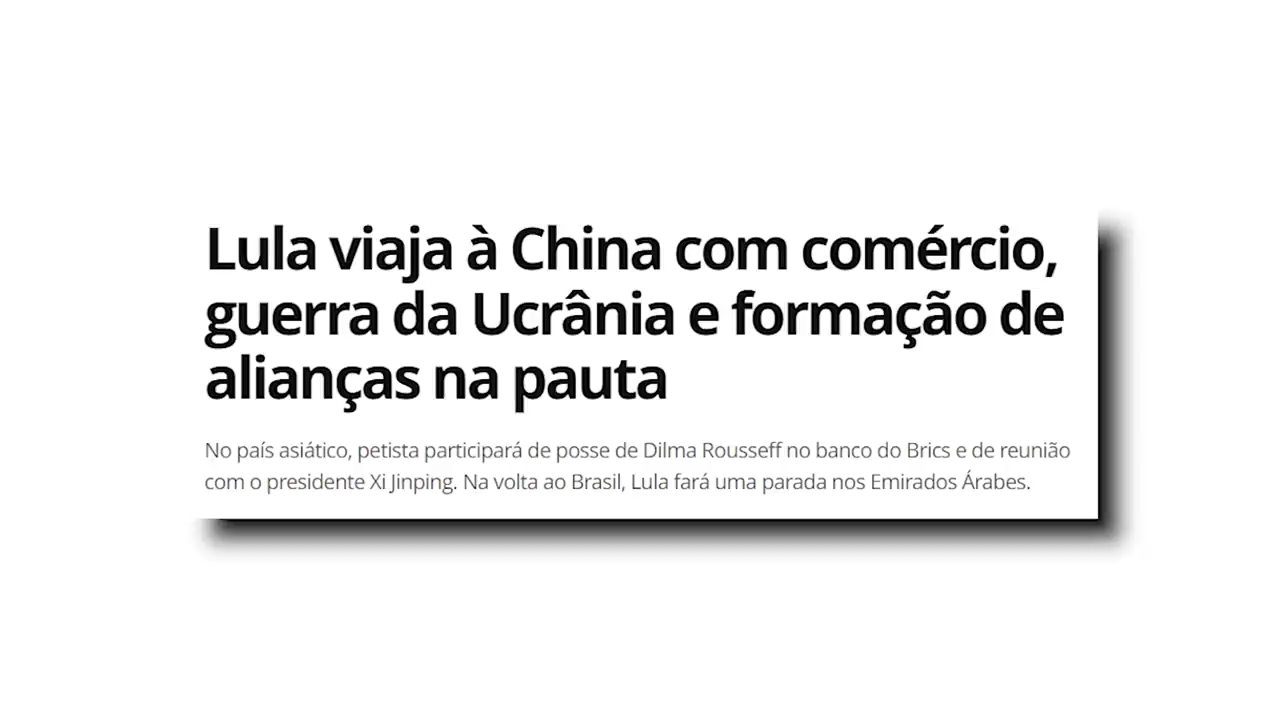 Lula viaja à China com comércio,
guerra da Ucrânia e formação de
alianças na pauta
No país asiático, petista participará de posse de Dilma Rousseff no banco do Brics e de reunião
com o presidente Xi Jinping. Na volta ao Brasil, Lula fará uma parada nos Emirados Árabes.